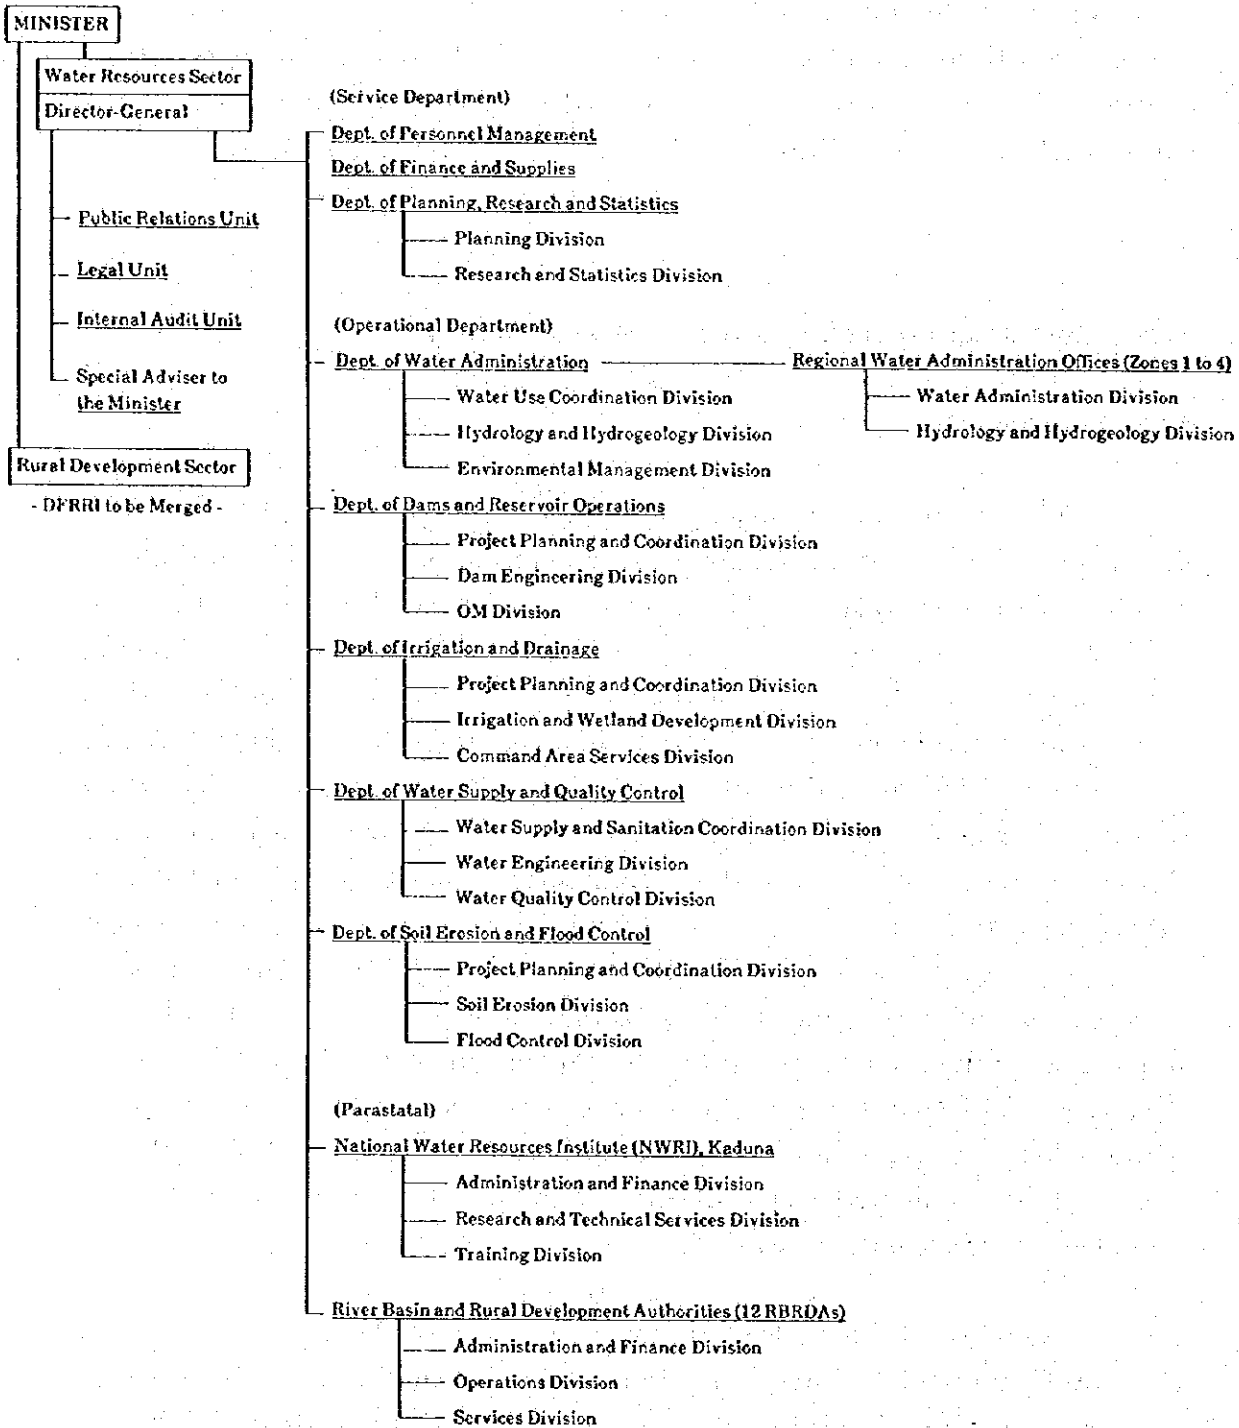 MINISTER
Water Resources Sector
Director-General
Public Relations Unit
Legal Unit
Internal Audit Unit
Special Adviser to
the Minister
Rural Development Sector
- DFRRI to be Merged -
(Service Department)
Dept. of Personnel Management
Dept. of Finance and Supplies
Dept. of Planning, Research and Statistics
Planning Division
Research and Statistics Division
(Operational Department)
Dept. of Water Administration
Water Use Coordination Division
Hydrology and Hydrogeology Division
Environmental Management Division
Regional Water Administration Offices (Zones 1 to 4)
Water Administration Division
Hydrology and Hydrogeology Division
Dept. of Dams and Reservoir Operations
Project Planning and Coordination Division
Dam Engineering Division
OM Division
Dept. of Irrigation and Drainage
Project Planning and Coordination Division
Irrigation and Wetland Development Division
Command Area Services Division
Dept. of Water Supply and Quality Control
Water Supply and Sanitation Coordination Division
Water Engineering Division
Water Quality Control Division
Dept. of Soil Erosion and Flood Control
Project Planning and Coordination Division
Soil Erosion Division
Flood Control Division
(Parastatal)
National Water Resources Institute (NWRI), Kaduna
Administration and Finance Division
Research and Technical Services Division
Training Division
River Basin and Rural Development Authorities (12 RBRDAs)
Administration and Finance Division
Operations Division
Services Division